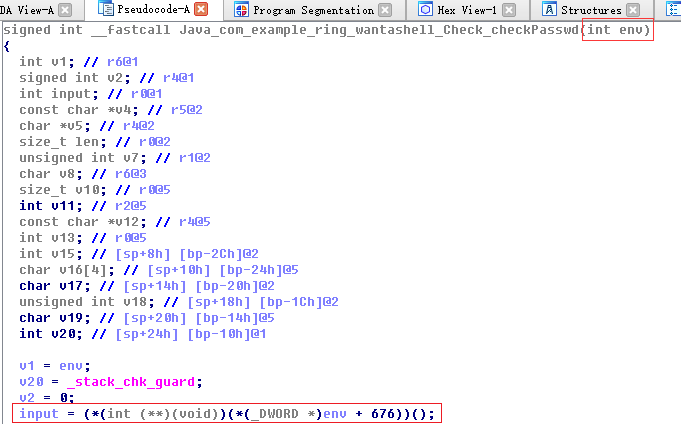 DA View-A Pseudocode-A Program Segmentation Hex View-1 Structures
signed int __fastcall Java_com_example_ring_wantashell_Check_checkPasswd(int env)
{
int v1; // r6@1
signed int v2; // r4@1
int input; // r0@1
const char *v4; // r5@2
char *v5; // r4@2
size_t len; // r0@2
unsigned int v7; // r1@2
char v8; // r6@3
size_t v10; // r0@5
int v11; // r2@5
const char *v12; // r4@5
int v13; // r0@5
int v15; // [sp+8h] [bp-2Ch]@2
char v16[4]; // [sp+10h] [bp-24h]@5
char v17; // [sp+14h] [bp-20h]@2
unsigned int v18; // [sp+18h] [bp-1Ch]@2
char v19; // [sp+20h] [bp-14h]@5
int v20; // [sp+24h] [bp-10h]@1
v1 = env;
v20 = _stack_chk_guard;
v2 = 0;
input = (*(int (**)(void))(*(_DWORD *)env + 676))();